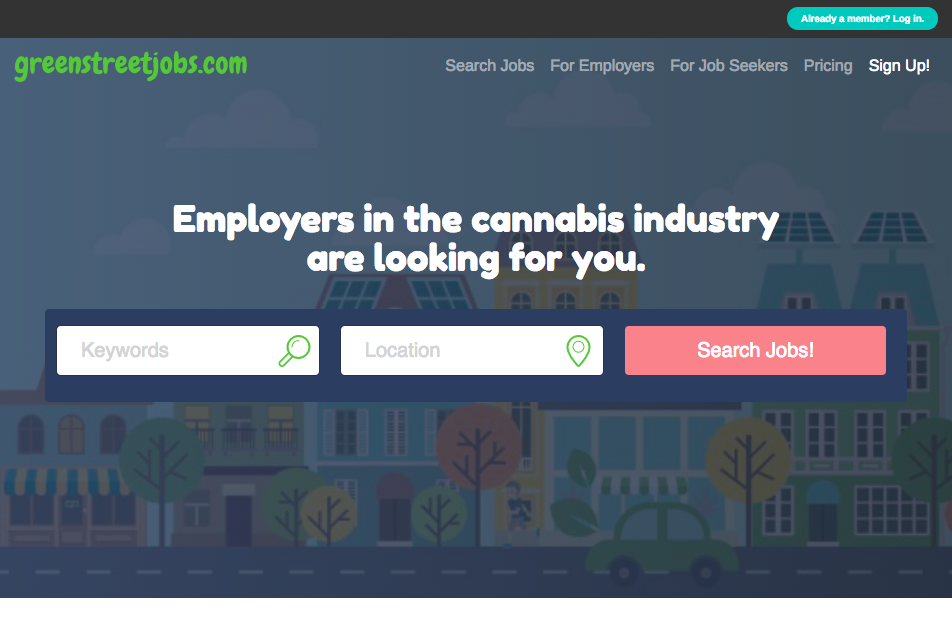 Already a member? Log in.
greenstreetjobs.com
Search Jobs For Employers For Job Seekers Pricing Sign Up!
Employers in the cannabis industry
are looking for you.
Keywords
Location
Search Jobs!